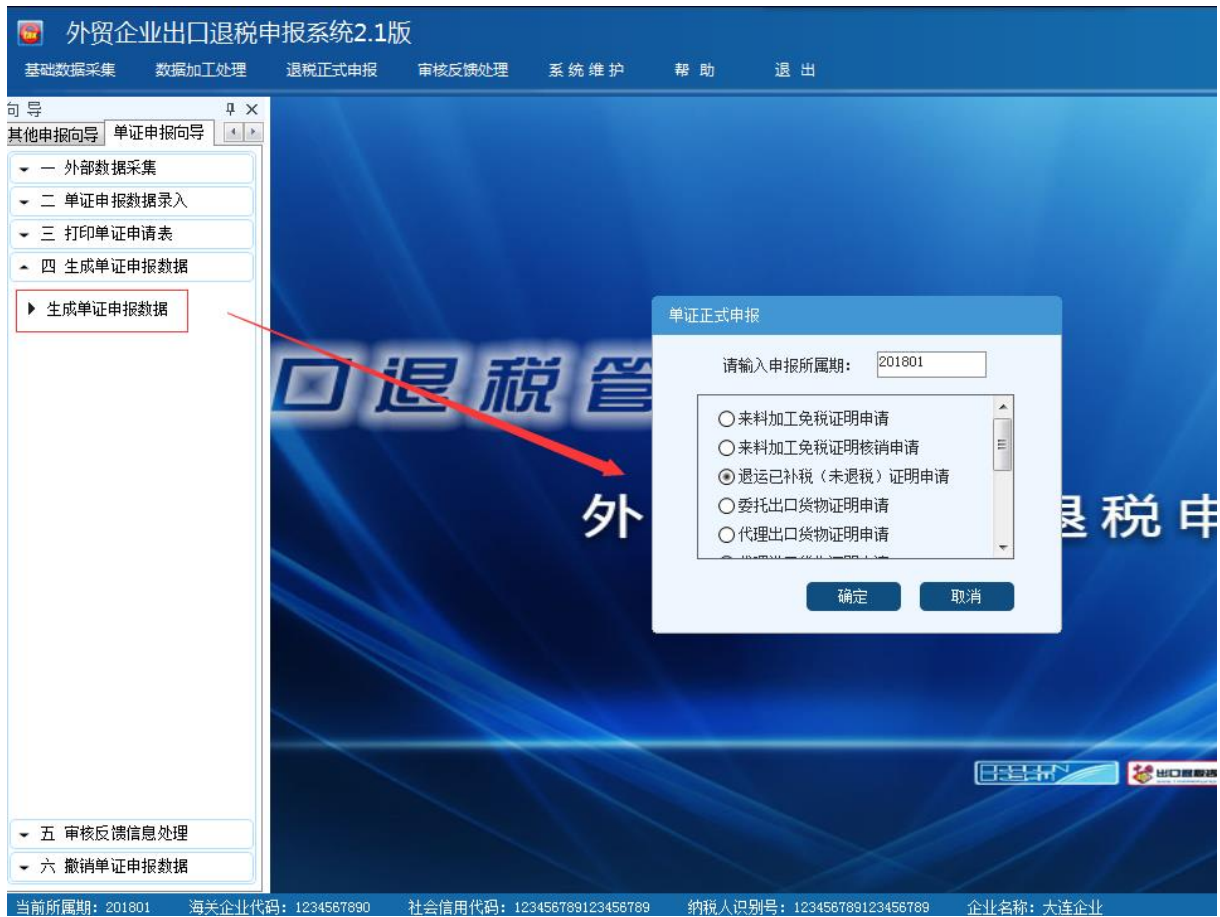 外贸企业出口退税申报系统2.1版
基础数据采集 数据加工处理 退税正式申报 审核反馈处理 系统维护 帮助 退出
向导
其他申报向导 单证申报向导
一 外部数据采集
二 单证申报数据录入
三 打印单证申请表
四 生成单证申报数据
生成单证申报数据
五 审核反馈信息处理
六 撤销单证申报数据
口退税管
外
退税申
单证正式申报
请输入申报所属期： 201801
来料加工免税证明申请
来料加工免税证明核销申请
退运已补税（未退税）证明申请
委托出口货物证明申请
代理出口货物证明申请
确定 取消
当前所属期：201801 海关企业代码：1234567890 社会信用代码：123456789123456789 纳税人识别号：123456789123456789 企业名称：大连企业